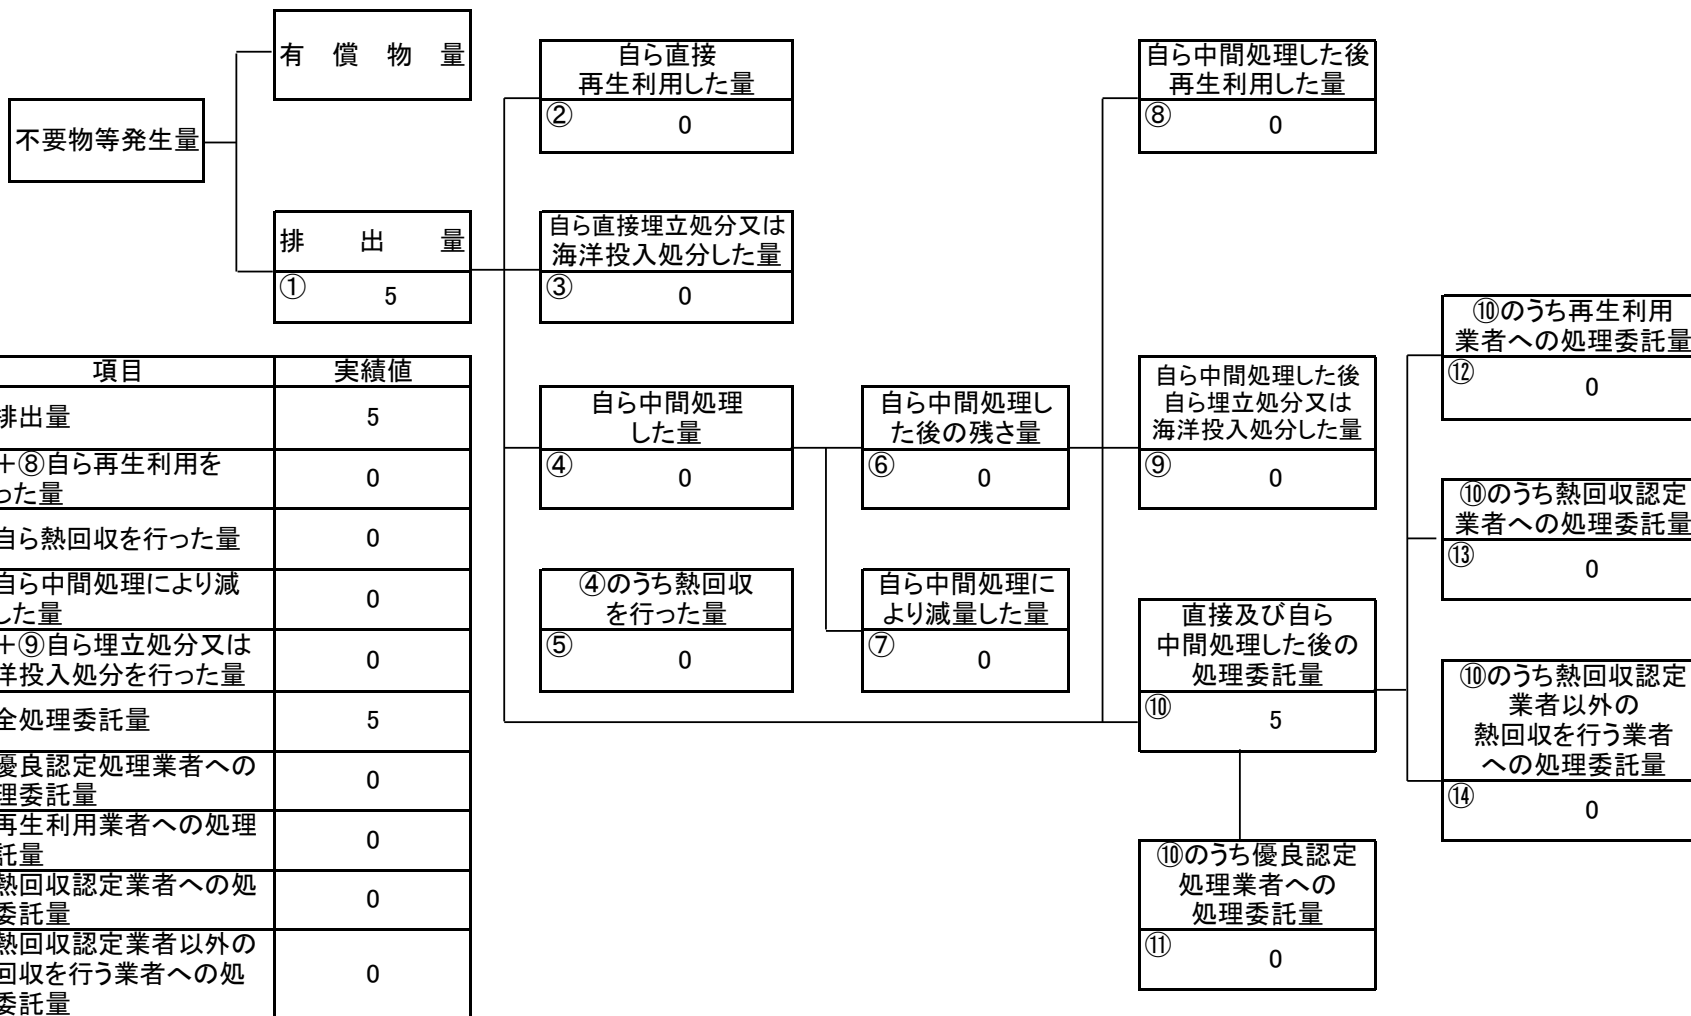 有償物量
不要物等発生量
排出量
①
5
自ら直接
再生利用した量
②
0
自ら直接埋立処分又は
海洋投入処分した量
③
0
自ら中間処理
した量
④
0
④のうち熱回収
を行った量
⑤
0
自ら中間処理し
た後の残さ量
⑥
0
自ら中間処理に
より減量した量
⑦
0
自ら中間処理した後
再生利用した量
⑧
0
自ら中間処理した後
自ら埋立処分又は
海洋投入処分した量
⑨
0
直接及び自ら
中間処理した後の
処理委託量
⑩
5
⑩のうち優良認定
処理業者への
処理委託量
⑪
0
⑩のうち再生利用
業者への処理委託量
⑫
0
⑩のうち熱回収認定
業者への処理委託量
⑬
0
⑩のうち熱回収認定
業者以外の
熱回収を行う業者
への処理委託量
⑭
0
項目 実績値
排出量 5
+⑧自ら再生利用を
った量 0
自ら熱回収を行った量 0
自ら中間処理により減
した量 0
+⑨自ら埋立処分又は
洋投入処分を行った量 0
全処理委託量 5
優良認定処理業者への
理委託量 0
再生利用業者への処理
託量 0
熱回収認定業者への処
委託量 0
熱回収認定業者以外の
回収を行う業者への処
委託量 0